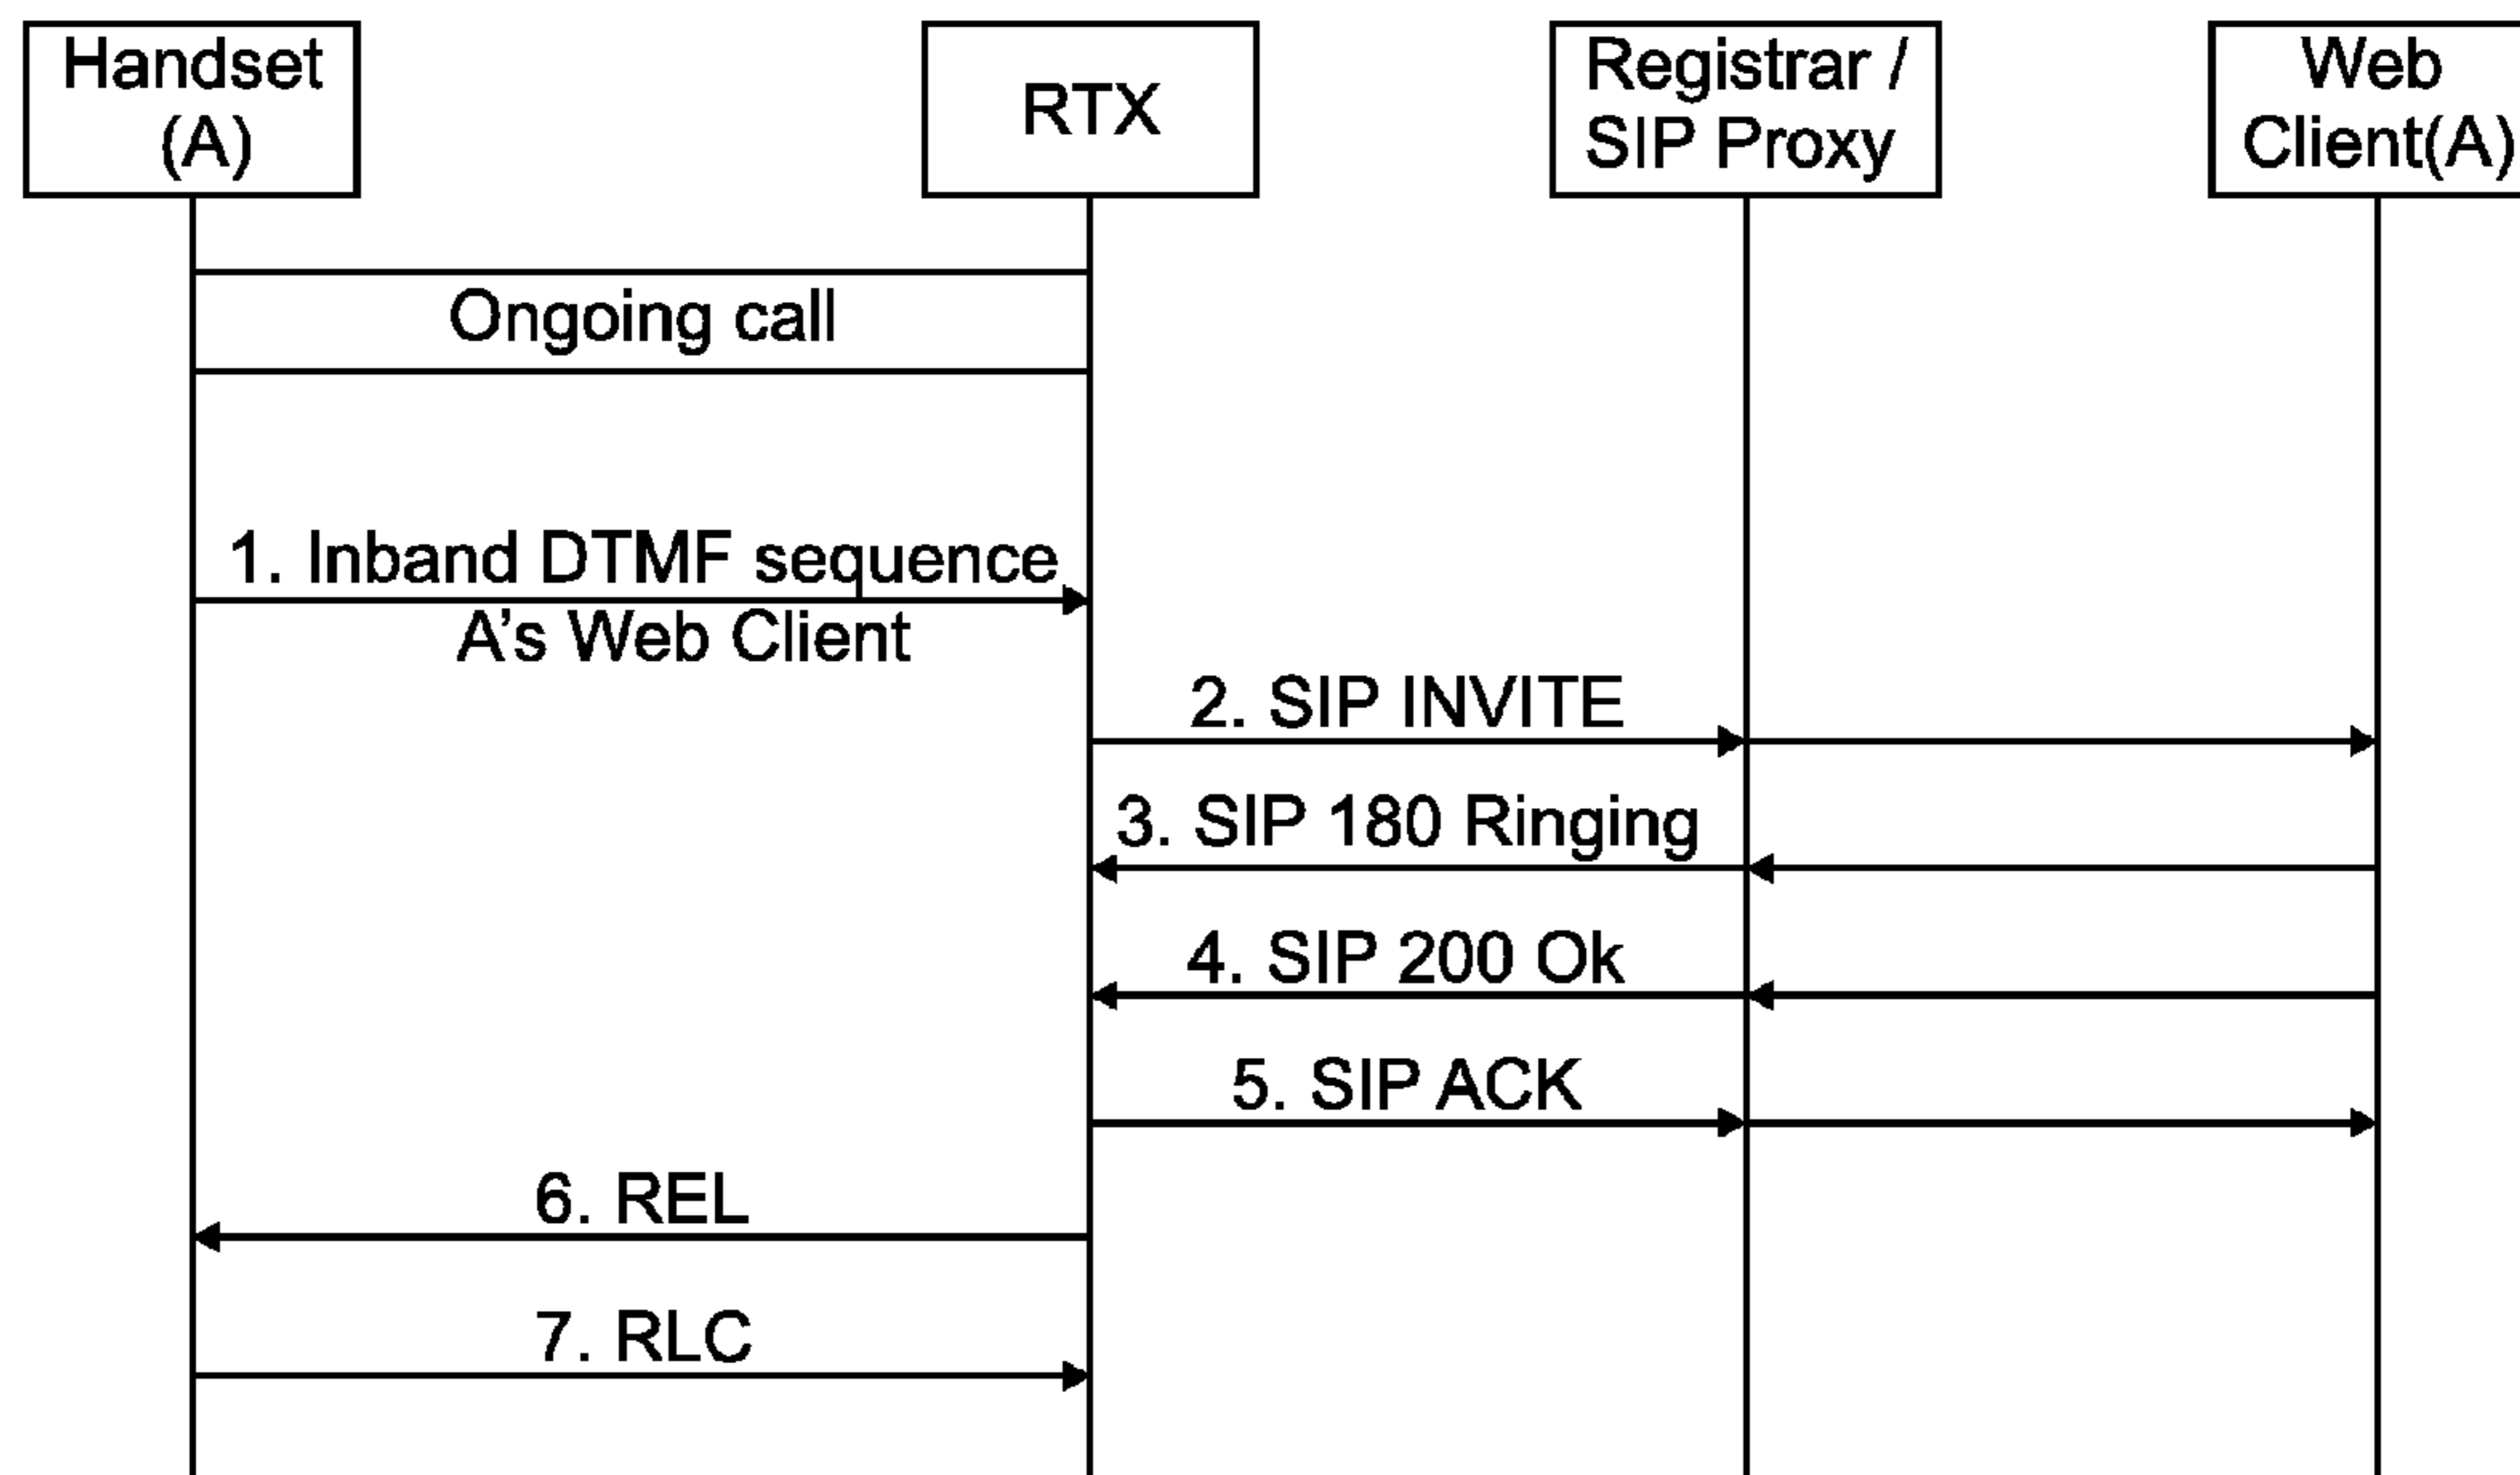 Handset
(A)
RTX
Registrar /
SIP Proxy
Web
Client(A)
Ongoing call
1. Inband DTMF sequence
A's Web Client
2. SIP INVITE
3. SIP 180 Ringing
4. SIP 200 Ok
5. SIP ACK
6. REL
7. RLC